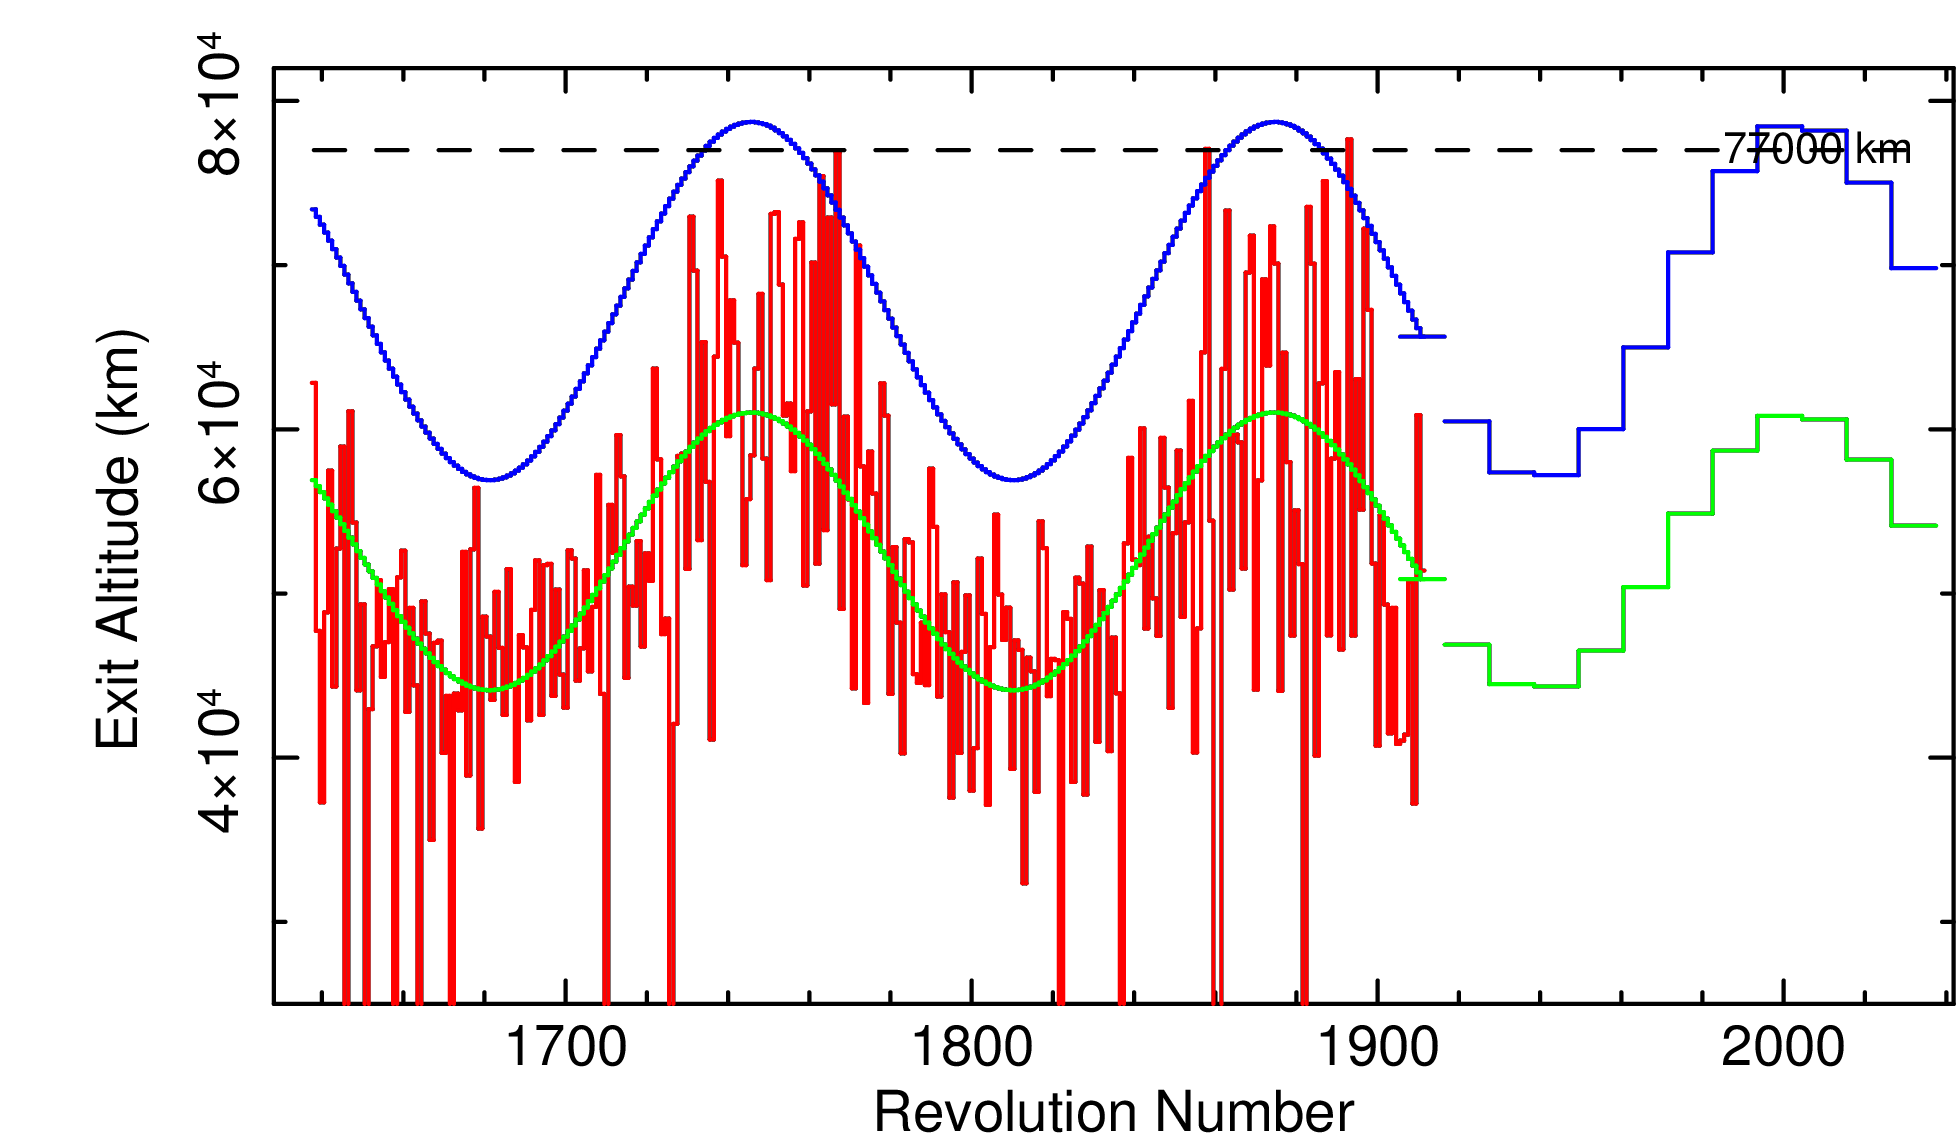 8×10⁴
6×10⁴
4×10⁴
Exit Altitude (km)
77000 km
1700 1800 1900 2000
Revolution Number